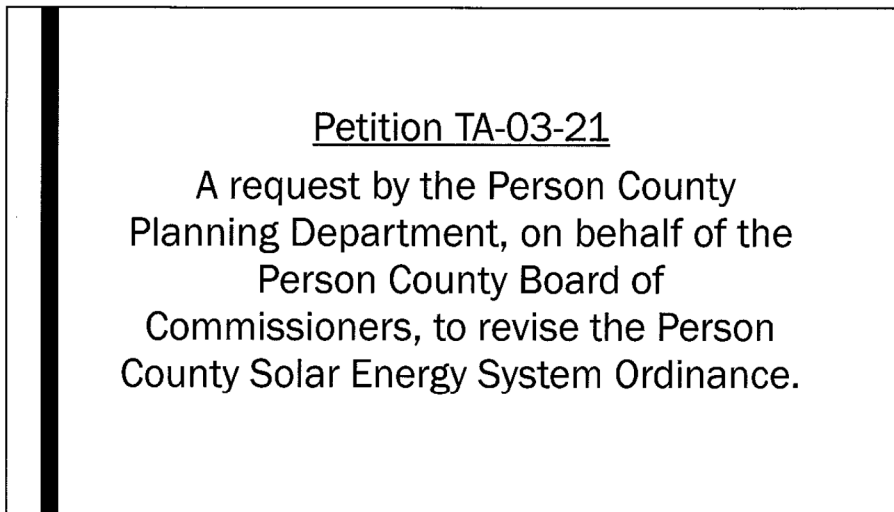 Petition TA-03-21
A request by the Person County
Planning Department, on behalf of the
Person County Board of
Commissioners, to revise the Person
County Solar Energy System Ordinance.